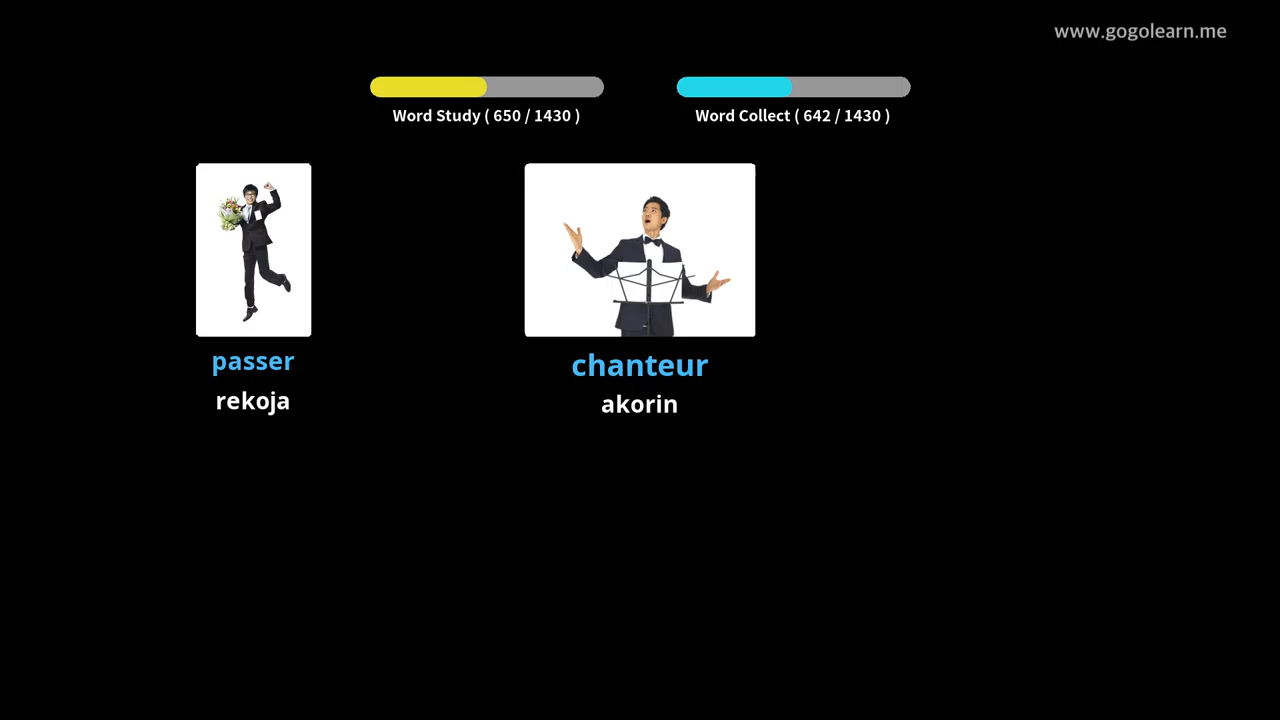 www.gogolearn.me
Word Study ( 650 / 1430 )
Word Collect ( 642 / 1430 )
passer
rekoja
chanteur
akorin